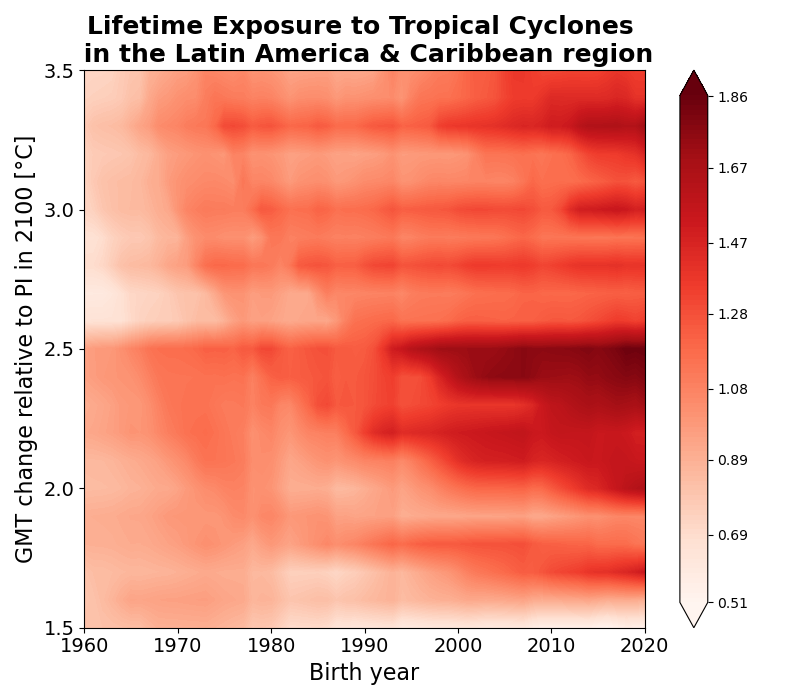 Lifetime Exposure to Tropical Cyclones
in the Latin America & Caribbean region
GMT change relative to PI in 2100 [°C]
3.5
3.0
2.5
2.0
1.5
1960 1970 1980 1990 2000 2010 2020
Birth year
1.86
1.67
1.47
1.28
1.08
0.89
0.69
0.51